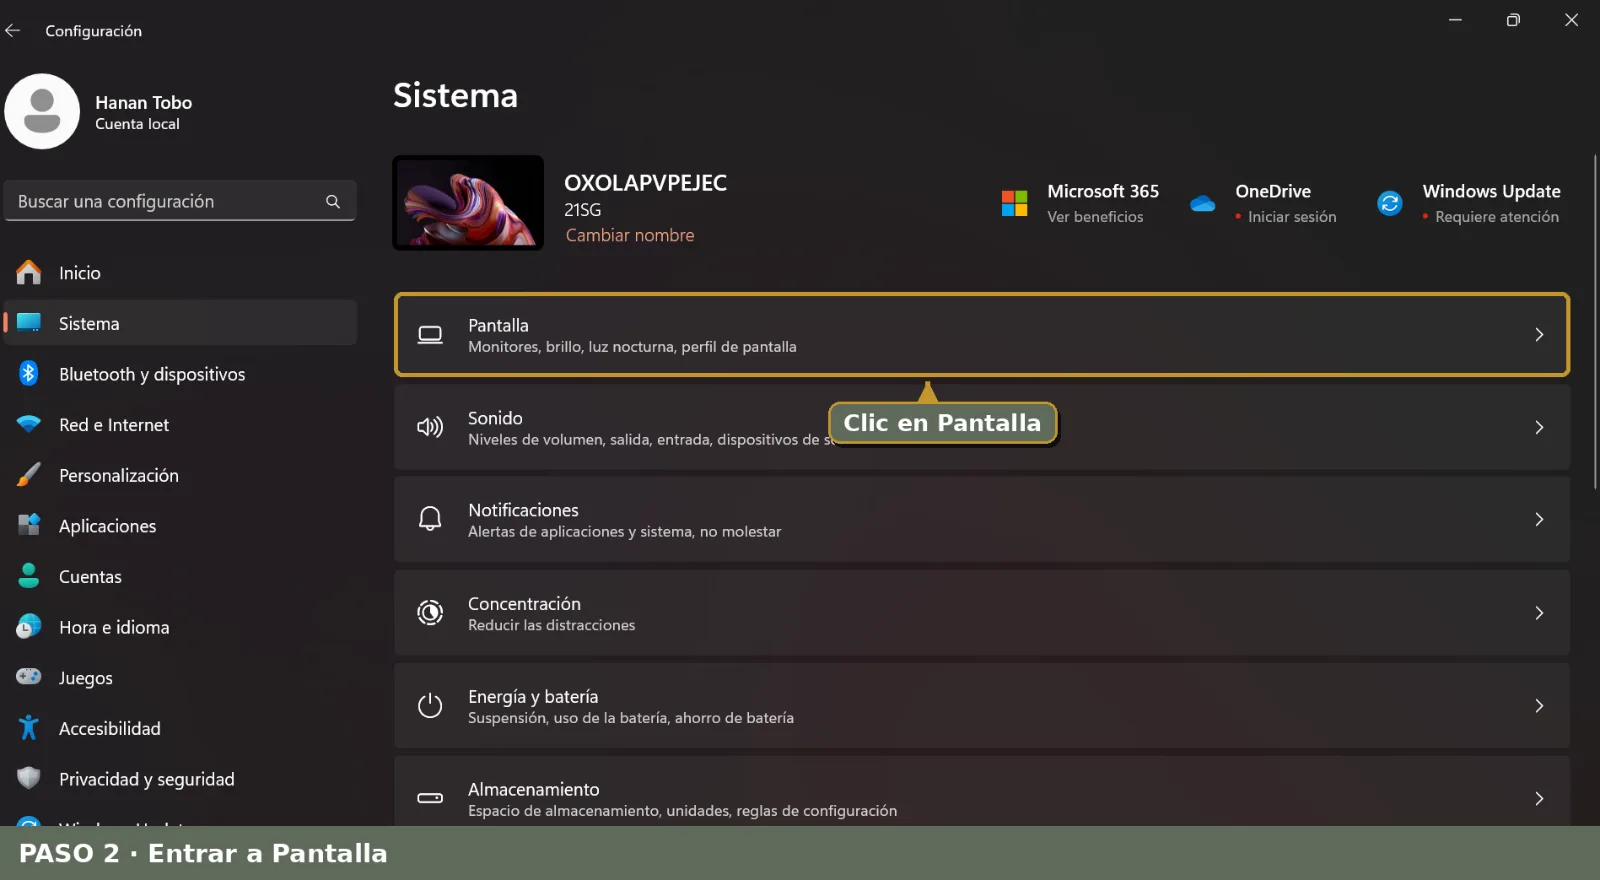 Configuración
Hanan Tobo
Cuenta local
Buscar una configuración
Inicio
Sistema
Bluetooth y dispositivos
Red e Internet
Personalización
Aplicaciones
Cuentas
Hora e idioma
Juegos
Accesibilidad
Privacidad y seguridad
Sistema
OXOLAPVPEJEC
21SG
Cambiar nombre
Microsoft 365
Ver beneficios
OneDrive
• Iniciar sesión
Windows Update
• Requiere atención
Pantalla
Monitores, brillo, luz nocturna, perfil de pantalla
Clic en Pantalla
Sonido
Niveles de volumen, salida, entrada, dispositivos de
Notificaciones
Alertas de aplicaciones y sistema, no molestar
Concentración
Reducir las distracciones
Energía y batería
Suspensión, uso de la batería, ahorro de batería
Almacenamiento
Espacio de almacenamiento, unidades, reglas de configuración
PASO 2 · Entrar a Pantalla